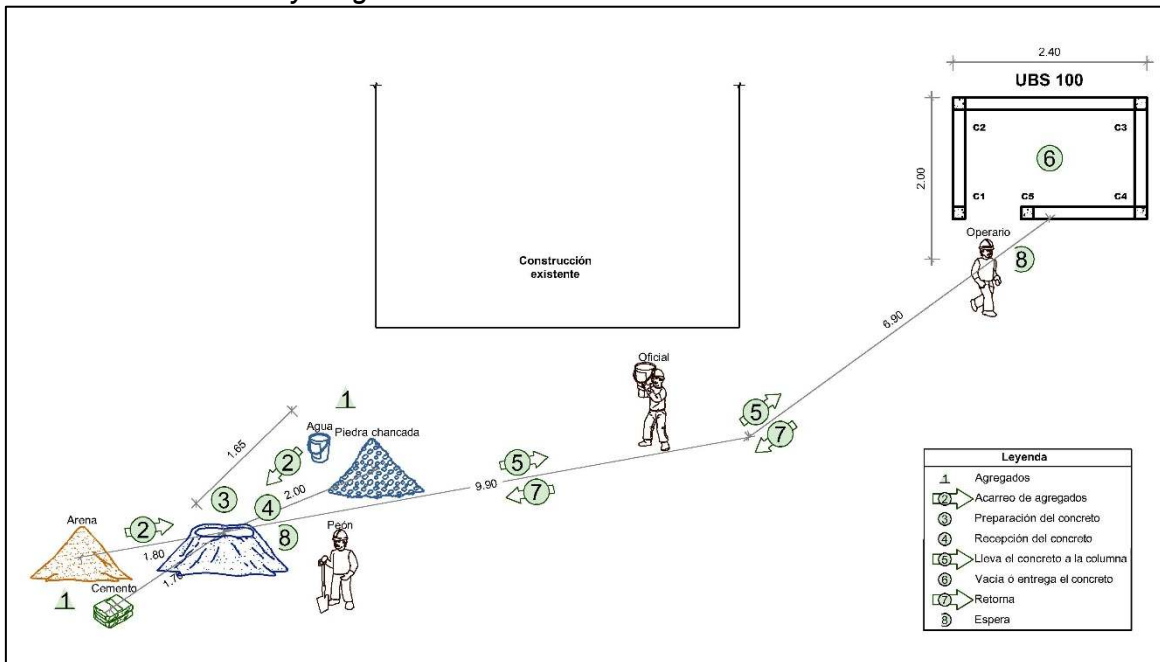 2.40
UBS 100
C2
C3
6
2.00
C1
C5
C4
Operario
8
Construcción
existente
6.90
Oficial
5
7
1
Agua
Piedra chancada
1.65
2
3
4
2.00
5
9.90
7
Arena
2
1.80
8
Peón
1.70
1
Cemento
Leyenda
1 Agregados
2 Acarreo de agregados
3 Preparación del concreto
4 Recepción del concreto
5 Lleva el concreto a la columna
6 Vacía ó entrega el concreto
7 Retorna
8 Espera